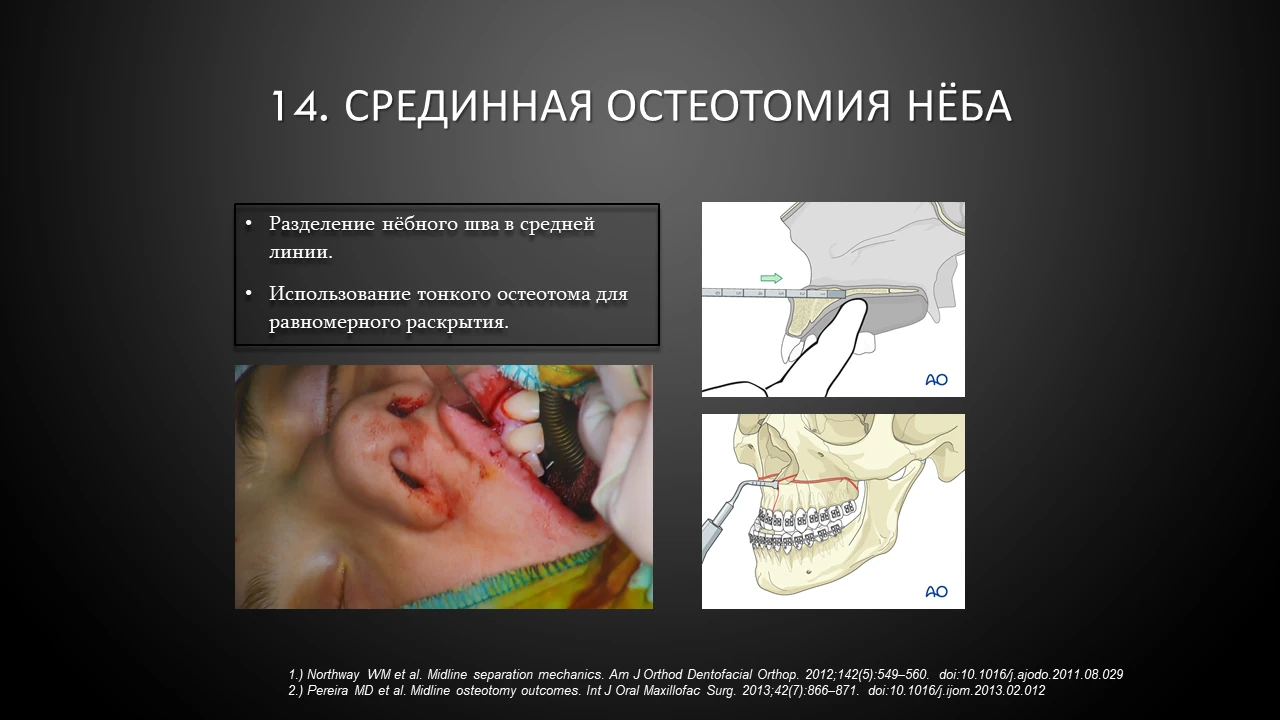 14. СРЕДИННАЯ ОСТЕОТОМИЯ НЁБА
• Разделение нёбного шва в средней
линии.
• Использование тонкого остеотома для
равномерного раскрытия.
AO
AO
1.) Northway WM et al. Midline separation mechanics. Am J Orthod Dentofacial Orthop. 2012;142(5):549–560. doi:10.1016/j.ajodo.2011.08.029
2.) Pereira MD et al. Midline osteotomy outcomes. Int J Oral Maxillofac Surg. 2013;42(7):866–871. doi:10.1016/j.ijom.2013.02.012